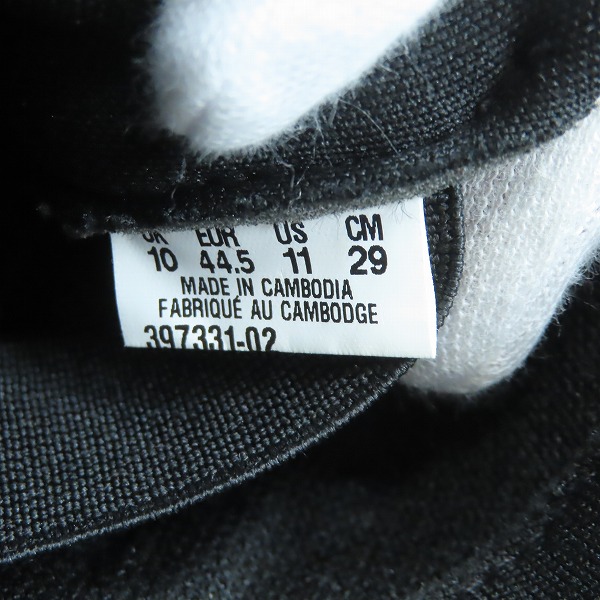 UK EUR US CM
10 44.5 11 29
MADE IN CAMBODIA
FABRIQUÉ AU CAMBODGE
397331-02